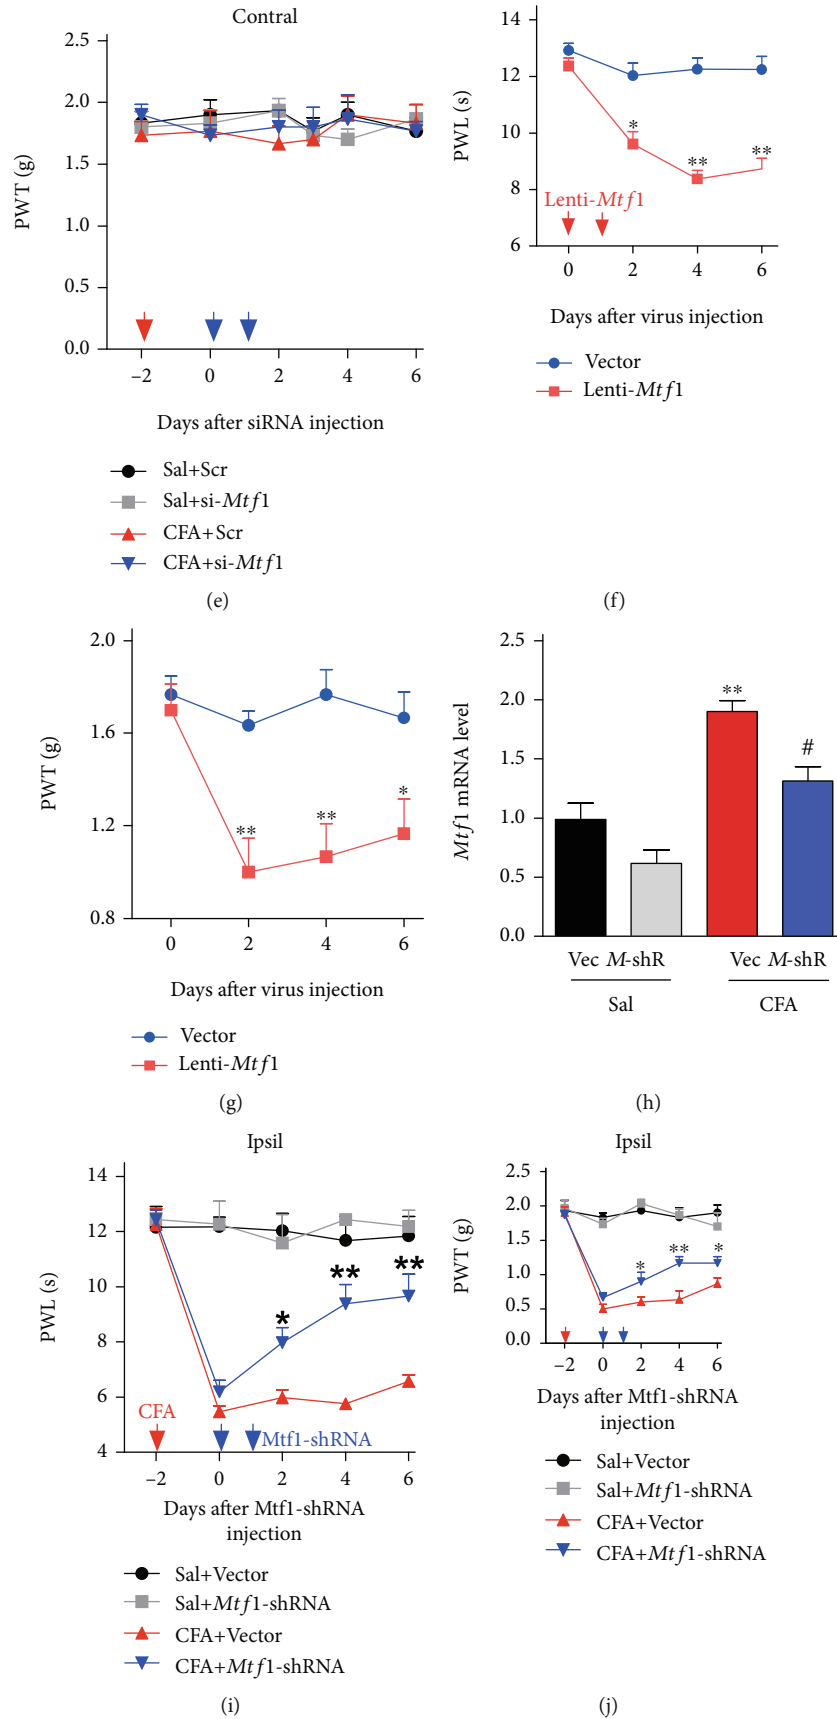 Contral
2.5
2.0
1.5
1.0
0.5
0.0
PWT (g)
−2 0 2 4 6
Days after siRNA injection
Sal+Scr
Sal+si-Mtf1
CFA+Scr
CFA+si-Mtf1
(e)
12
10
8
6
PWL (s)
* ** **
Lenti-Mtf1
0 2 4 6
Days after virus injection
Vector
Lenti-Mtf1
(f)
2.0
1.6
1.2
0.8
PWT (g)
** ** *
0 2 4 6
Days after virus injection
Vector
Lenti-Mtf1
(g)
2.5
2.0
1.5
1.0
0.5
0.0
Mtf1 mRNA level
**
#
Vec M-shR Vec M-shR
Sal CFA
(h)
Ipsil
14
12
10
8
6
4
PWL (s)
* ** **
CFA
Mtf1-shRNA
−2 0 2 4 6
Days after Mtf1-shRNA
injection
Sal+Vector
Sal+Mtf1-shRNA
CFA+Vector
CFA+Mtf1-shRNA
(i)
Ipsil
2.5
2.0
1.5
1.0
0.5
0.0
PWT (g)
* ** *
−2 0 2 4 6
Days after Mtf1-shRNA
injection
Sal+Vector
Sal+Mtf1-shRNA
CFA+Vector
CFA+Mtf1-shRNA
(j)